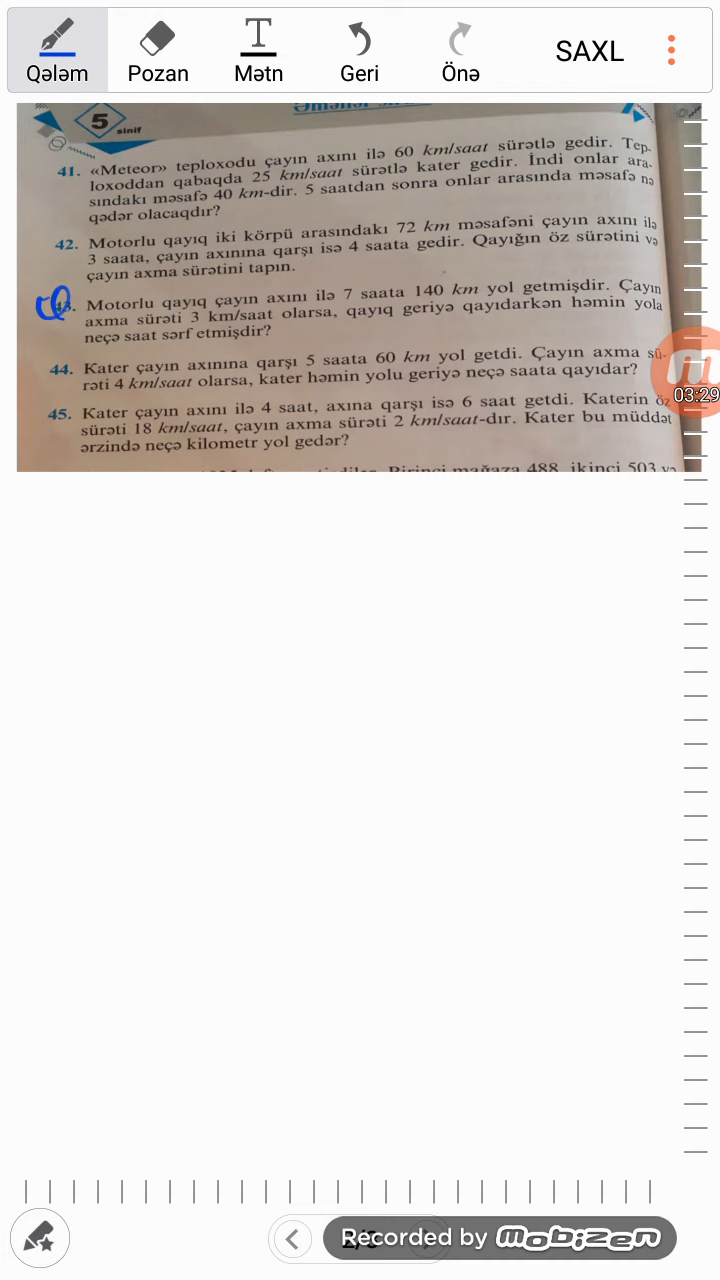 Qələm
Pozan
Mətn
Geri
Önə
SAXL
5
sinif
41. «Meteor» teploxodu çayın axını ilə 60 km/saat sürətlə gedir. Tep-
loxoddan qabaqda 25 km/saat sürətlə kater gedir. İndi onlar ara-
sındakı məsafə 40 km-dir. 5 saatdan sonra onlar arasında məsafə nə
qədər olacaqdır?
42. Motorlu qayıq iki körpü arasındakı 72 km məsafəni çayın axını ilə
3 saata, çayın axınına qarşı isə 4 saata gedir. Qayığın öz sürətini və
çayın axma sürətini tapın.
Motorlu qayıq çayın axını ilə 7 saata 140 km yol getmişdir. Çayın
axma sürəti 3 km/saat olarsa, qayıq geriyə qayıdarkən həmin yola
neçə saat sərf etmişdir?
44. Kater çayın axınına qarşı 5 saata 60 km yol getdi. Çayın axma sü-
rəti 4 km/saat olarsa, kater həmin yolu geriyə neçə saata qayıdar?
45. Kater çayın axını ilə 4 saat, axına qarşı isə 6 saat getdi. Katerin öz
sürəti 18 km/saat, çayın axma sürəti 2 km/saat-dır. Kater bu müddət
ərzində neçə kilometr yol gedər?
Birinci mağaza 488, ikinci 503 və
03:29
Recorded by mobizen